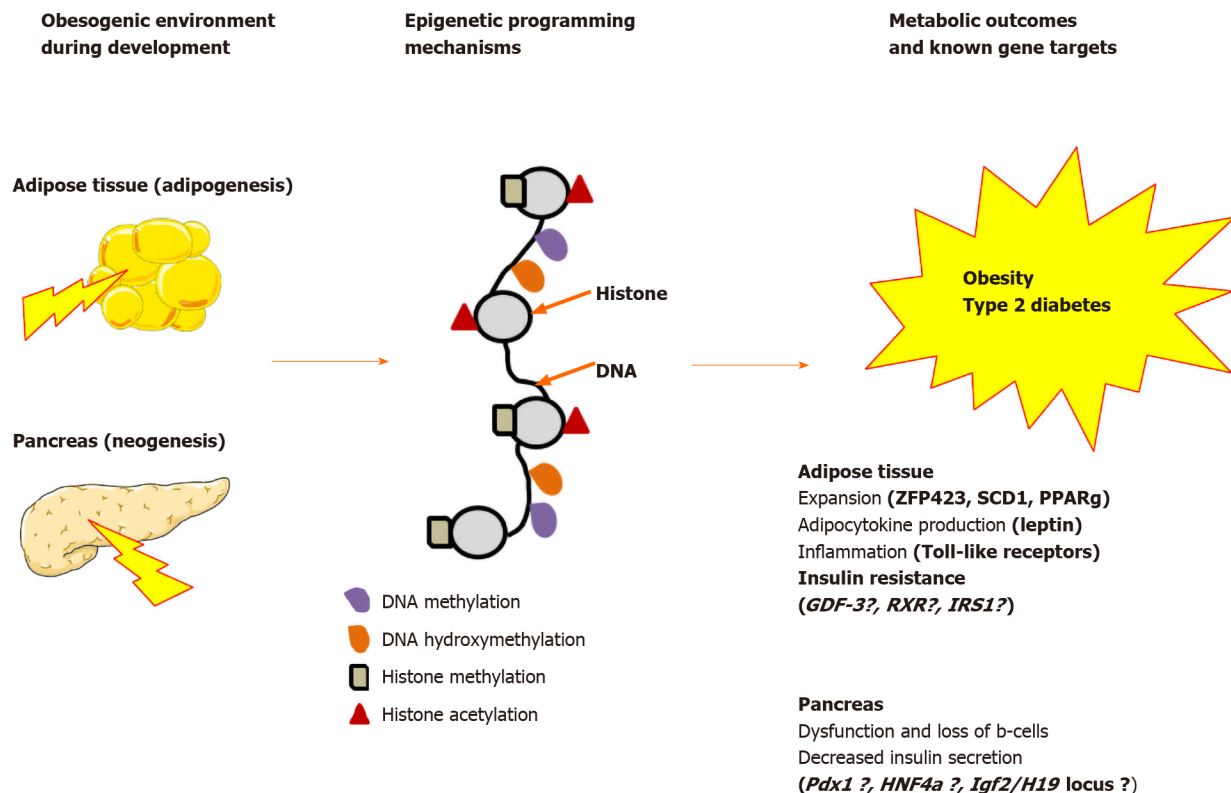 Obesogenic environment
during development
Epigenetic programming
mechanisms
Metabolic outcomes
and known gene targets
Adipose tissue (adipogenesis)
Pancreas (neogenesis)
Histone
DNA
DNA methylation
DNA hydroxymethylation
Histone methylation
Histone acetylation
Obesity
Type 2 diabetes
Adipose tissue
Expansion (ZFP423, SCD1, PPARg)
Adipocytokine production (leptin)
Inflammation (Toll-like receptors)
Insulin resistance
(GDF-3?, RXR?, IRS1?)
Pancreas
Dysfunction and loss of b-cells
Decreased insulin secretion
(Pdx1 ?, HNF4a ?, Igf2/H19 locus ?)